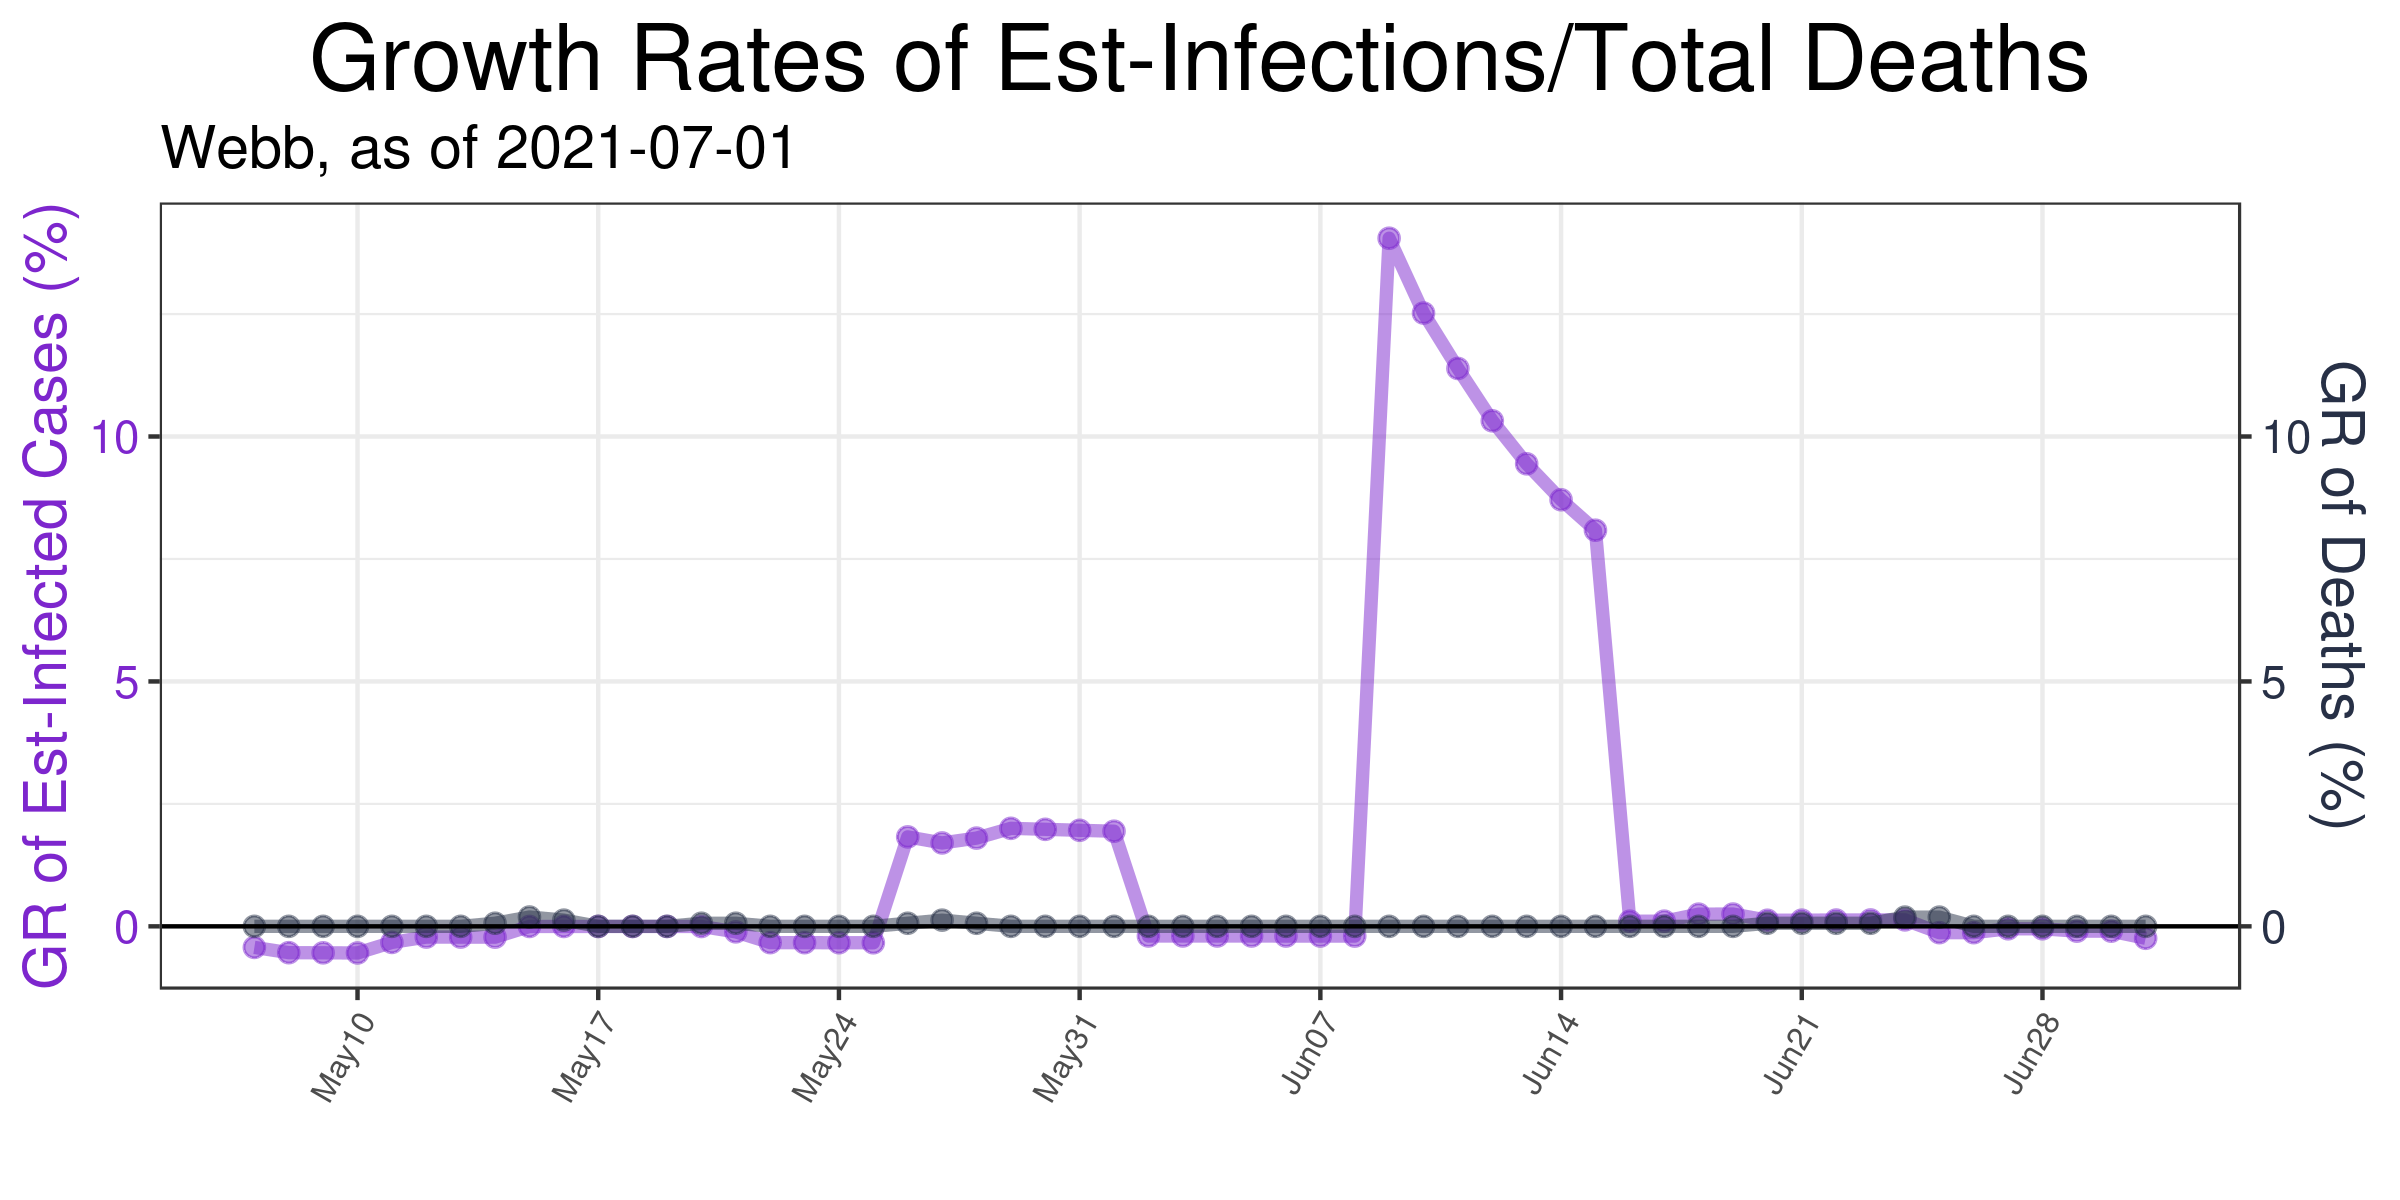 Growth Rates of Est-Infections/Total Deaths
Webb, as of 2021-07-01
GR of Est-Infected Cases (%)
10
5
0
10
5
0
GR of Deaths (%)
May10
May17
May24
May31
Jun07
Jun14
Jun21
Jun28